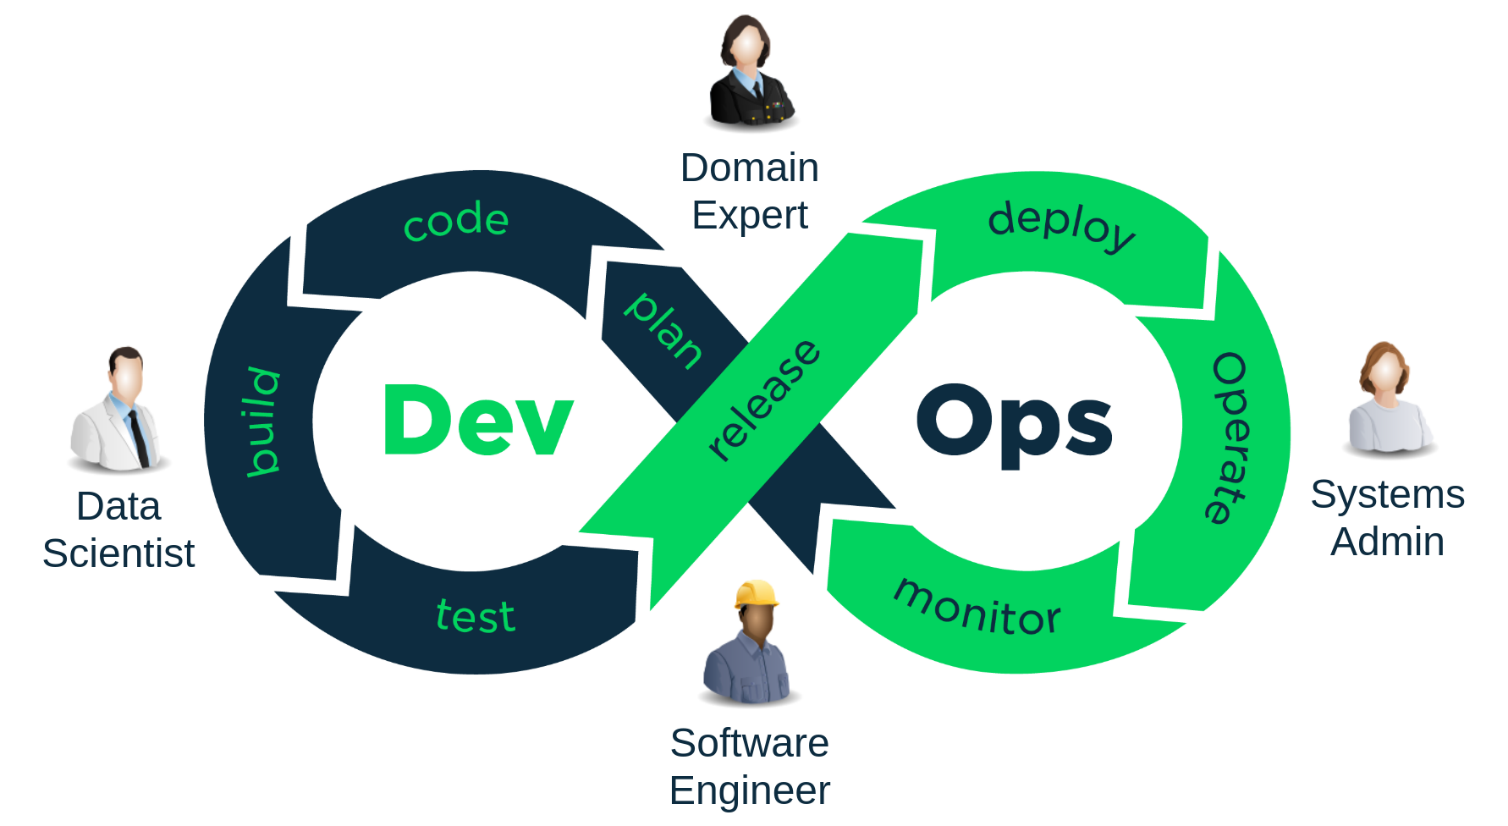 Domain
Expert
code
deploy
plan
release
build
Dev
Ops
Operate
Data
Scientist
Systems
Admin
test
monitor
Software
Engineer